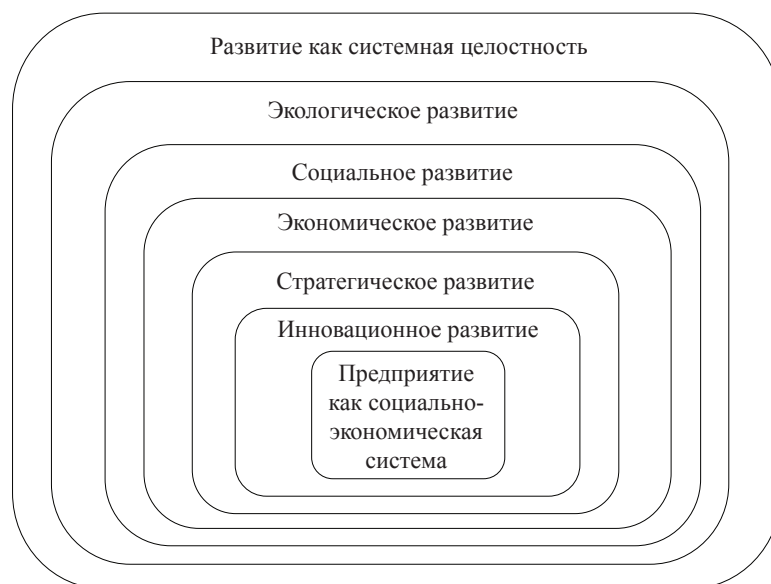 Развитие как системная целостность
Экологическое развитие
Социальное развитие
Экономическое развитие
Стратегическое развитие
Инновационное развитие
Предприятие
как социально-
экономическая
система